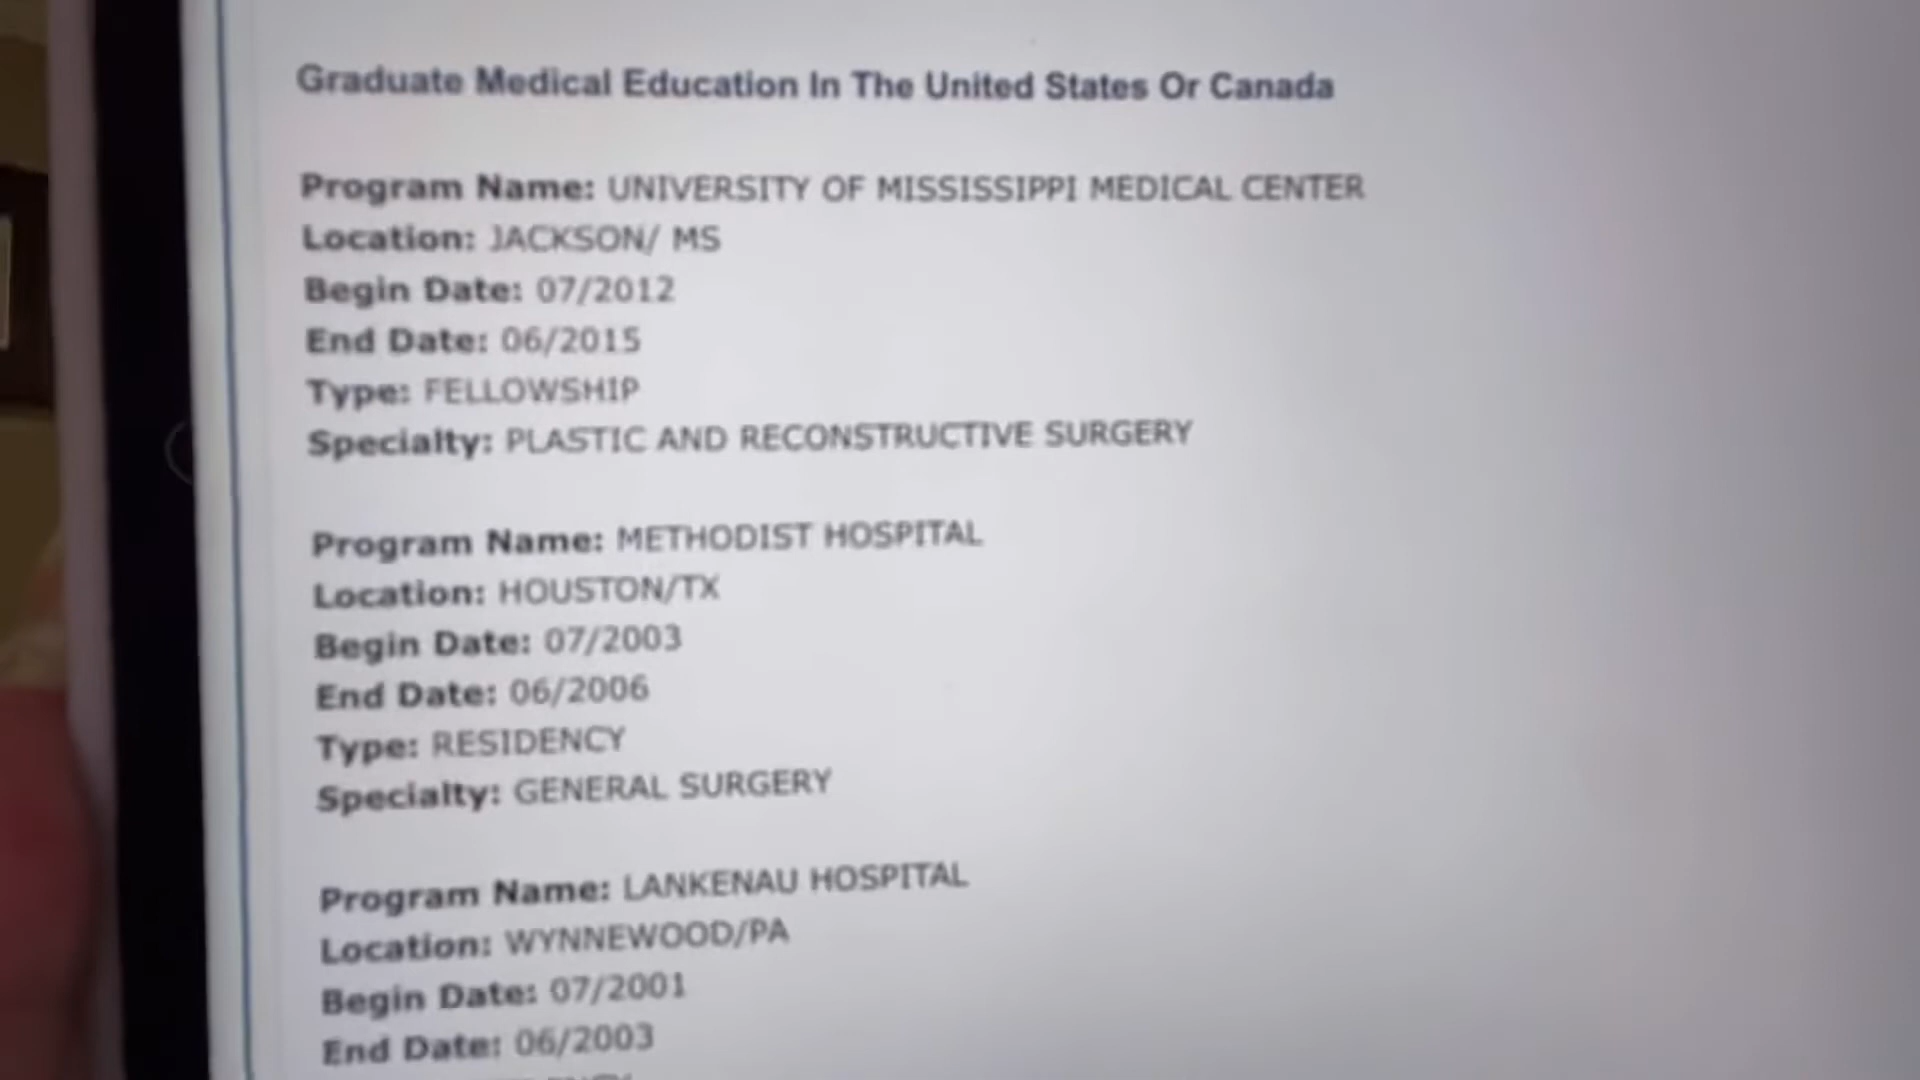 Graduate Medical Education In The United States Or Canada
Program Name: UNIVERSITY OF MISSISSIPPI MEDICAL CENTER
Location: JACKSON/ MS
Begin Date: 07/2012
End Date: 06/2015
Type: FELLOWSHIP
Specialty: PLASTIC AND RECONSTRUCTIVE SURGERY
Program Name: METHODIST HOSPITAL
Location: HOUSTON/TX
Begin Date: 07/2003
End Date: 06/2006
Type: RESIDENCY
Specialty: GENERAL SURGERY
Program Name: LANKENAU HOSPITAL
Location: WYNNEWOOD/PA
Begin Date: 07/2001
End Date: 06/2003